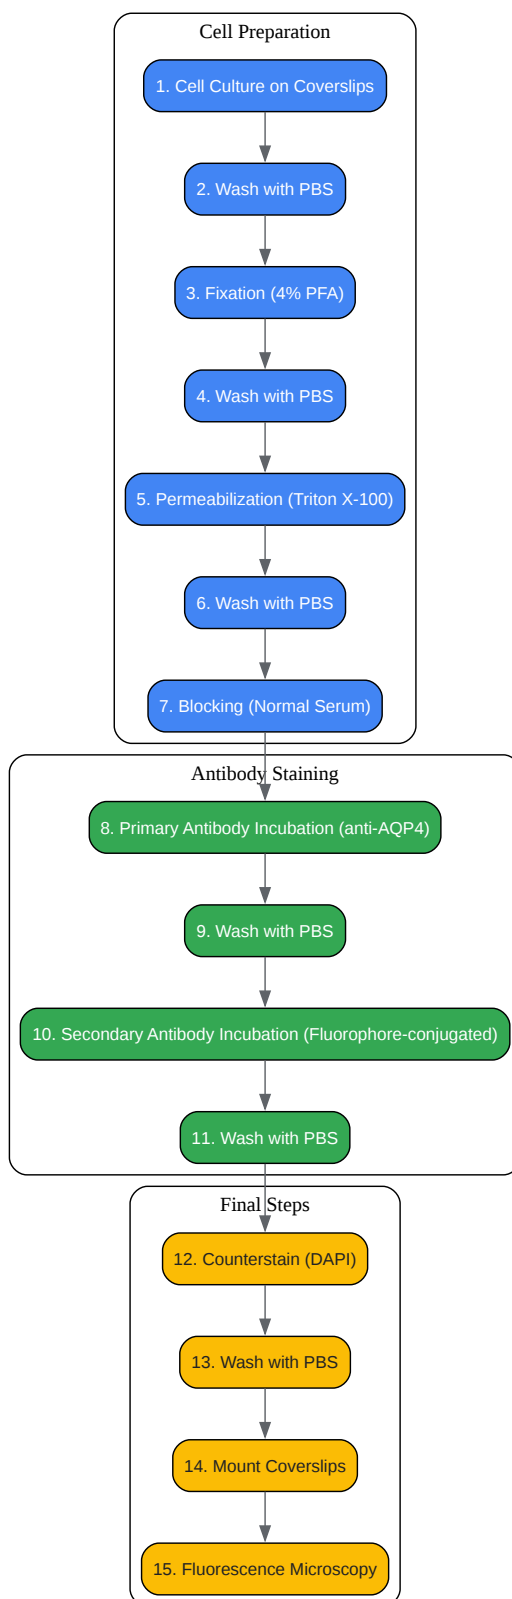 Cell Preparation
1. Cell Culture on Coverslips
2. Wash with PBS
3. Fixation (4% PFA)
4. Wash with PBS
5. Permeabilization (Triton X-100)
6. Wash with PBS
7. Blocking (Normal Serum)
Antibody Staining
8. Primary Antibody Incubation (anti-AQP4)
9. Wash with PBS
10. Secondary Antibody Incubation (Fluorophore-conjugated)
11. Wash with PBS
Final Steps
12. Counterstain (DAPI)
13. Wash with PBS
14. Mount Coverslips
15. Fluorescence Microscopy